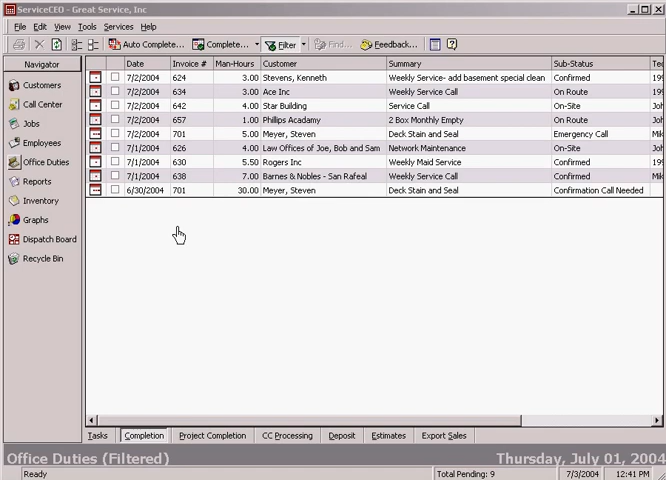 ServiceCEO - Great Service, Inc
File Edit View Tools Services Help
Auto Complete... Complete... Filter Find... Feedback...
Navigator
Customers
Call Center
Jobs
Employees
Office Duties
Reports
Inventory
Graphs
Dispatch Board
Recycle Bin
Date Invoice # Man-Hours Customer Summary Sub-Status Tec
7/2/2004 624 3.00 Stevens, Kenneth Weekly Service- add basement special clean Confirmed 199
7/2/2004 634 3.00 Ace Inc Weekly Service Call On Route 199
7/2/2004 642 4.00 Star Building Service Call On-Site Joh
7/2/2004 657 1.00 Phillips Acadamy 2 Box Monthly Empty On Route Joh
7/2/2004 701 5.00 Meyer, Steven Deck Stain and Seal Emergency Call Mik
7/1/2004 626 4.00 Law Offices of Joe, Bob and Sam Network Maintenance On-Site Joh
7/1/2004 630 5.50 Rogers Inc Weekly Maid Service Confirmed 199
7/1/2004 638 7.00 Barnes & Nobles - San Rafeal Weekly Service Call Confirmed Mik
6/30/2004 701 30.00 Meyer, Steven Deck Stain and Seal Confirmation Call Needed
Tasks Completion Project Completion CC Processing Deposit Estimates Export Sales
Office Duties (Filtered) Thursday, July 01, 2004
Ready Total Pending: 9 7/3/2004 12:41 PM